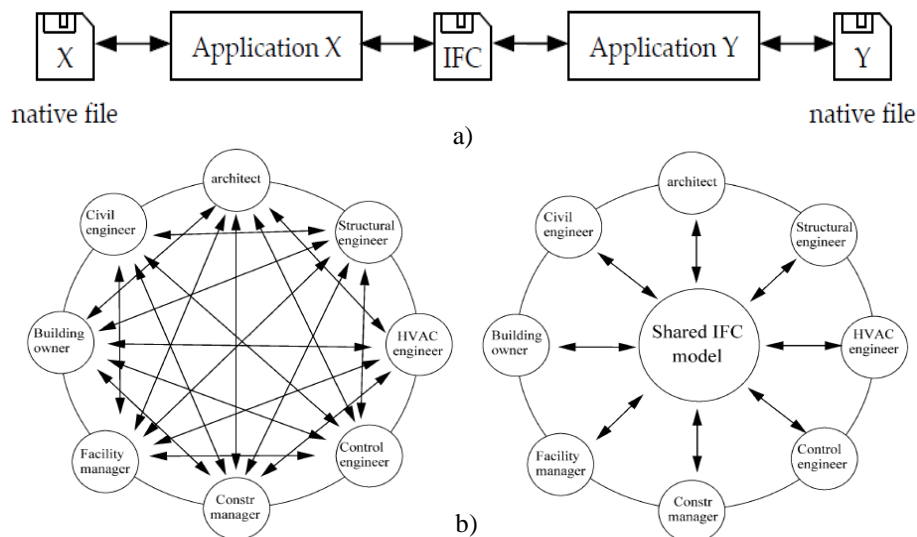 X
Application X
IFC
Application Y
Y
native file
native file
a)
architect
Civil
engineer
Structural
engineer
Building
owner
HVAC
engineer
Facility
manager
Control
engineer
Constr
manager
architect
Civil
engineer
Structural
engineer
Building
owner
Shared IFC
model
HVAC
engineer
Facility
manager
Control
engineer
Constr
manager
b)